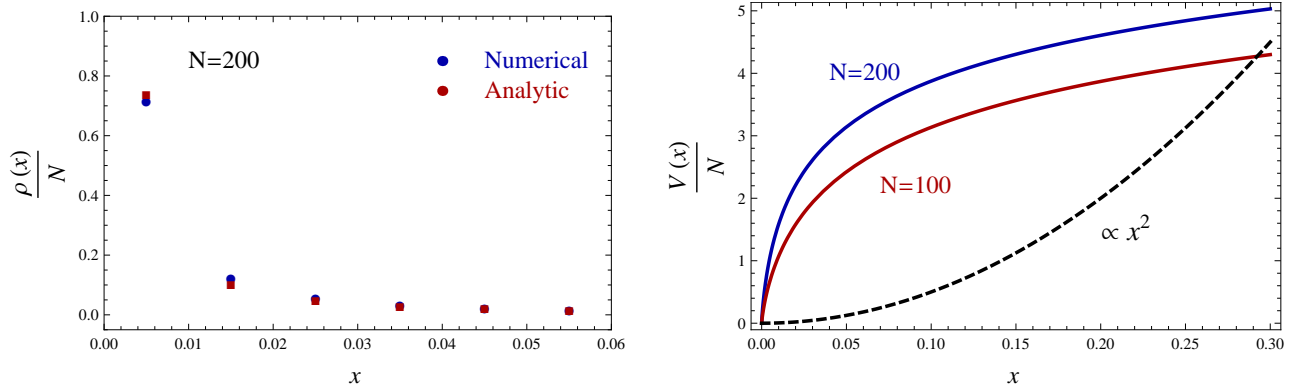 1.0
0.8
0.6
0.4
0.2
0.0
ρ(x)
N
N=200
Numerical
Analytic
0.00 0.01 0.02 0.03 0.04 0.05 0.06
x
5
4
3
2
1
0
V(x)
N
N=200
N=100
∝ x²
0.00 0.05 0.10 0.15 0.20 0.25 0.30
x